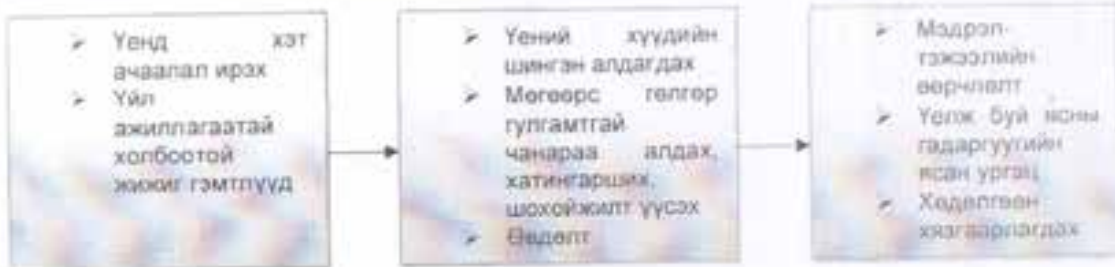 Үенд хэт
ачаалал ирэх
Үйл
ажиллагаатай
холбоотой
жижиг гэмтлүүд
Үений хүүдийн
шингэн алдагдах
Мөгөөрс гөлгөр
гулгамтгай
чанараа алдах,
хатингарших,
шохойжилт үүсэх
Өвдөлт
Мэдрэл-
тэжээлийн
өөрчлөлт
Үелж буй ясны
гадаргуугийн
ясан ургац
Хөдөлгөөн
хязгаарлагдах